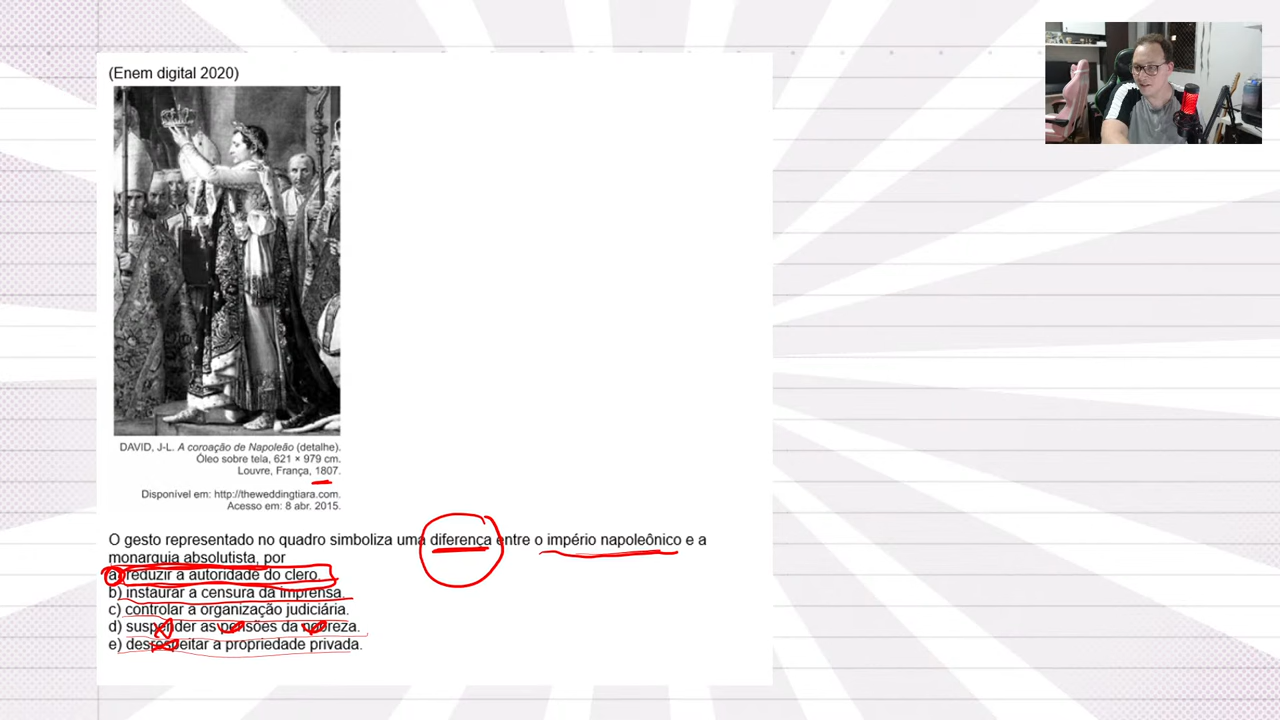 (Enem digital 2020)
DAVID, J-L. A coroação de Napoleão (detalhe).
Óleo sobre tela, 621 × 979 cm.
Louvre, França, 1807.
Disponível em: http://theweddingtiara.com.
Acesso em: 8 abr. 2015.
O gesto representado no quadro simboliza uma diferença entre o império napoleônico e a
monarquia absolutista, por
a) reduzir a autoridade do clero.
b) instaurar a censura da imprensa.
c) controlar a organização judiciária.
d) suspender as pensões da nobreza.
e) desrespeitar a propriedade privada.